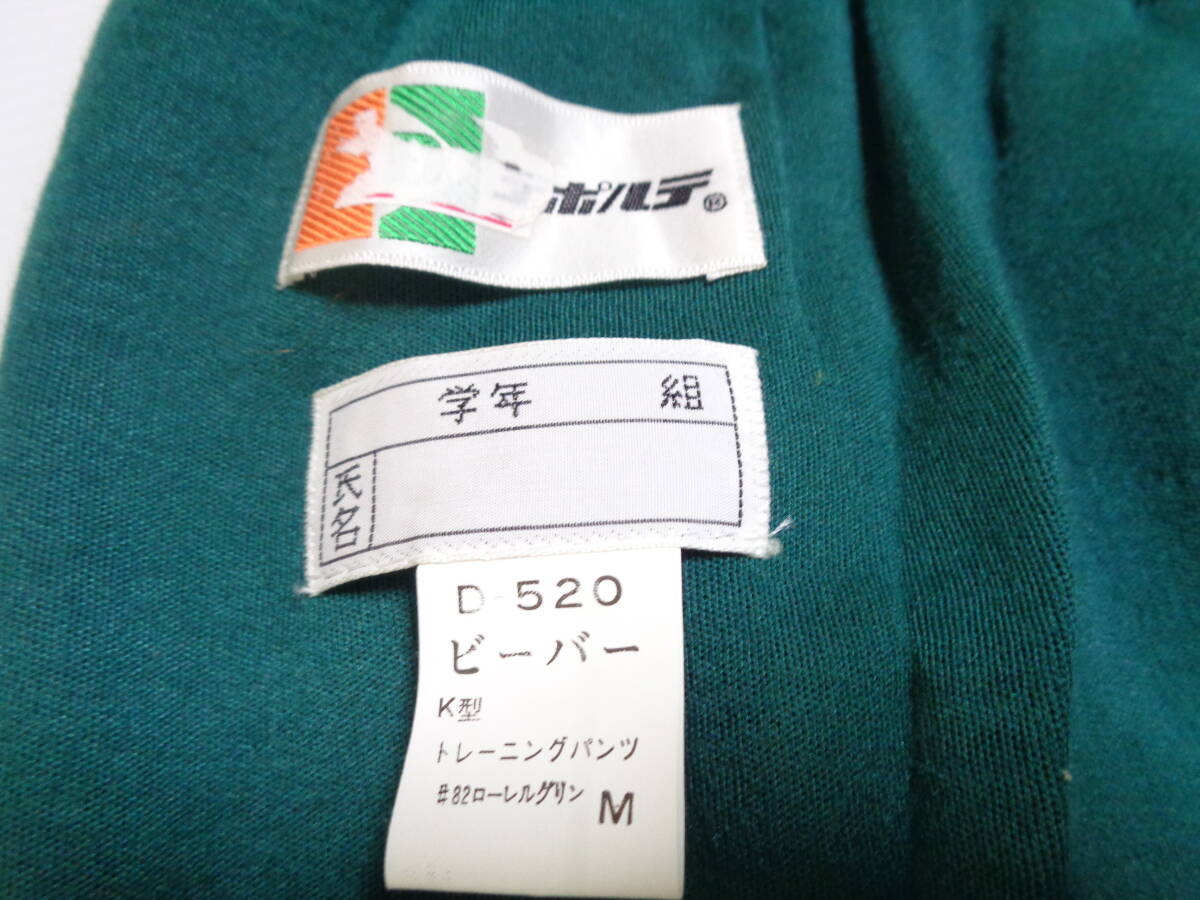 ポルテ®
学年 組
氏名
D-520
ビーバー
K型
トレーニングパンツ
#82ローレルグリン M